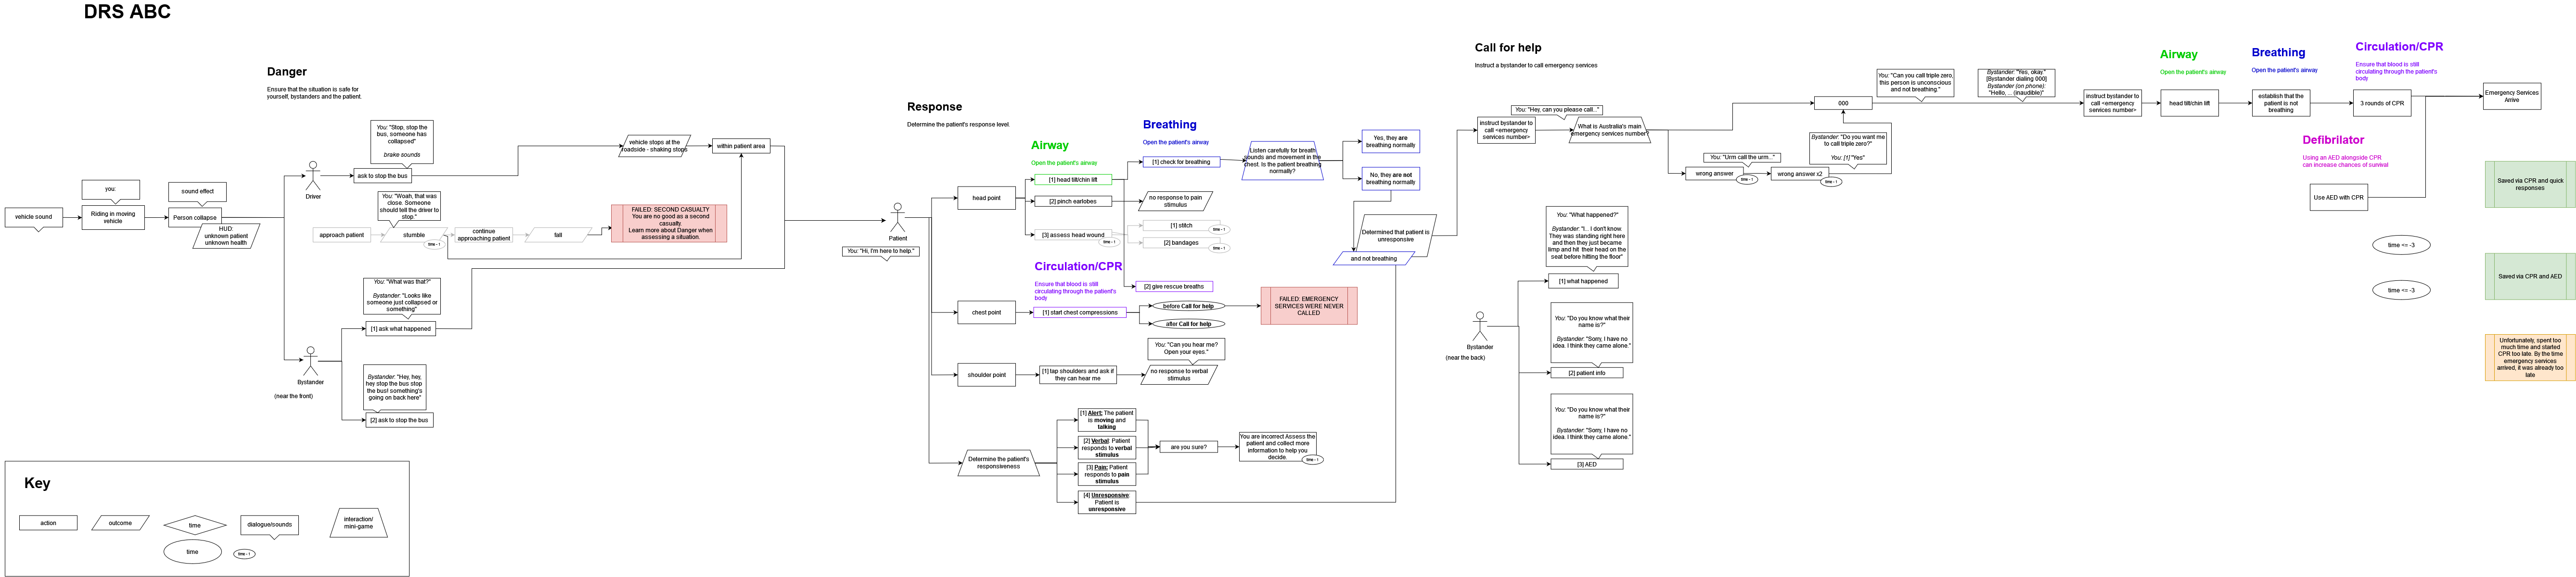 DRS ABC
Danger
Ensure that the situation is safe for
yourself, bystanders and the patient.
vehicle sound
you:
Riding in moving
vehicle
sound effect
Person collapse
HUD:
unknown patient
unknown health
You: "Stop, stop the
bus, someone has
collapsed"
brake sounds
Driver
ask to stop the bus
You: "Woah, that was
close. Someone
should tell the driver to
stop."
approach patient
stumble
time - 1
continue
approaching patient
fall
FAILED: SECOND CASUALTY
You are no good as a second
casualty.
Learn more about Danger when
assessing a situation.
vehicle stops at the
roadside - shaking stops
within patient area
You: "What was that?"
Bystander: "Looks like
someone just collapsed or
something"
[1] ask what happened
Bystander
(near the front)
Bystander: "Hey, hey,
hey stop the bus stop
the bus! something's
going on back here"
[2] ask to stop the bus
Patient
You: "Hi, I'm here to help."
Response
Determine the patient's response level.
head point
Airway
Open the patient's airway
[1] head tilt/chin lift
[2] pinch earlobes
[3] assess head wound
time - 1
Breathing
Open the patient's airway
[1] check for breathing
no response to pain
stimulus
[1] stitch
time - 1
[2] bandages
time - 1
Listen carefully for breath
sounds and movement in the
chest. Is the patient breathing
normally?
Yes, they are
breathing normally
No, they are not
breathing normally
Determined that patient is
unresponsive
and not breathing
Circulation/CPR
Ensure that blood is still
circulating through the patient's
body
[2] give rescue breaths
chest point
[1] start chest compressions
before Call for help
after Call for help
FAILED: EMERGENCY
SERVICES WERE NEVER
CALLED
shoulder point
[1] tap shoulders and ask if
they can hear me
You: "Can you hear me?
Open your eyes."
no response to verbal
stimulus
Determine the patient's
responsiveness
[1] Alert: The patient
is moving and
talking
[2] Verbal: Patient
responds to verbal
stimulus
[3] Pain: Patient
responds to pain
stimulus
[4] Unresponsive:
Patient is
unresponsive
are you sure?
You are incorrect Assess the
patient and collect more
information to help you
decide.
time - 1
Call for help
Instruct a bystander to call emergency services
instruct bystander to
call <emergency
services number>
You: "Hey, can you please call..."
What is Australia's main
emergency services number?
000
You: "Urm call the urm..."
wrong answer
time - 1
wrong answer x2
time - 1
Bystander: "Do you want me
to call triple zero?"
You: [1] "Yes"
You: "Can you call triple zero,
this person is unconscious
and not breathing."
Bystander: "Yes, okay."
[Bystander dialing 000]
Bystander (on phone):
"Hello, ... (inaudible)"
You: "What happened?"
Bystander: "I... I don't know.
They was standing right here
and then they just became
limp and hit their head on the
seat before hitting the floor"
[1] what happened
You: "Do you know what their
name is?"
Bystander: "Sorry, I have no
idea. I think they came alone."
[2] patient info
Bystander
(near the back)
You: "Do you know what their
name is?"
Bystander: "Sorry, I have no
idea. I think they came alone."
[3] AED
instruct bystander to
call <emergency
services number>
Airway
Open the patient's airway
head till/chin lift
Breathing
Open the patient's airway
establish that the
patient is not
breathing
Circulation/CPR
Ensure that blood is still
circulating through the patient's
body
3 rounds of CPR
Emergency Services
Arrive
Defibrilator
Using an AED alongside CPR
can increase chances of survival
Use AED with CPR
time <= -3
time <= -3
Saved via CPR and quick
responses
Saved via CPR and AED
Unfortunately, spent too
much time and started
CPR too late. By the time
emergency services
arrived, it was already too
late
Key
action
outcome
time
time
dialogue/sounds
time - 1
interaction/
mini-game